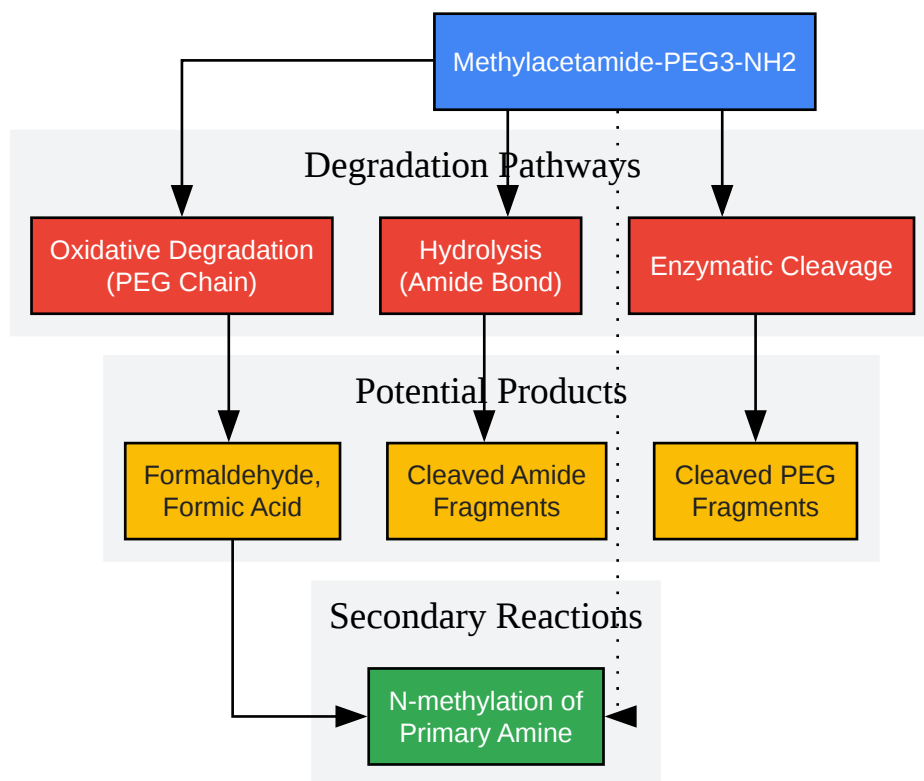 Methylacetamide-PEG3-NH2
Degradation Pathways
Oxidative Degradation
(PEG Chain)
Hydrolysis
(Amide Bond)
Enzymatic Cleavage
Potential Products
Formaldehyde,
Formic Acid
Cleaved Amide
Fragments
Cleaved PEG
Fragments
Secondary Reactions
N-methylation of
Primary Amine